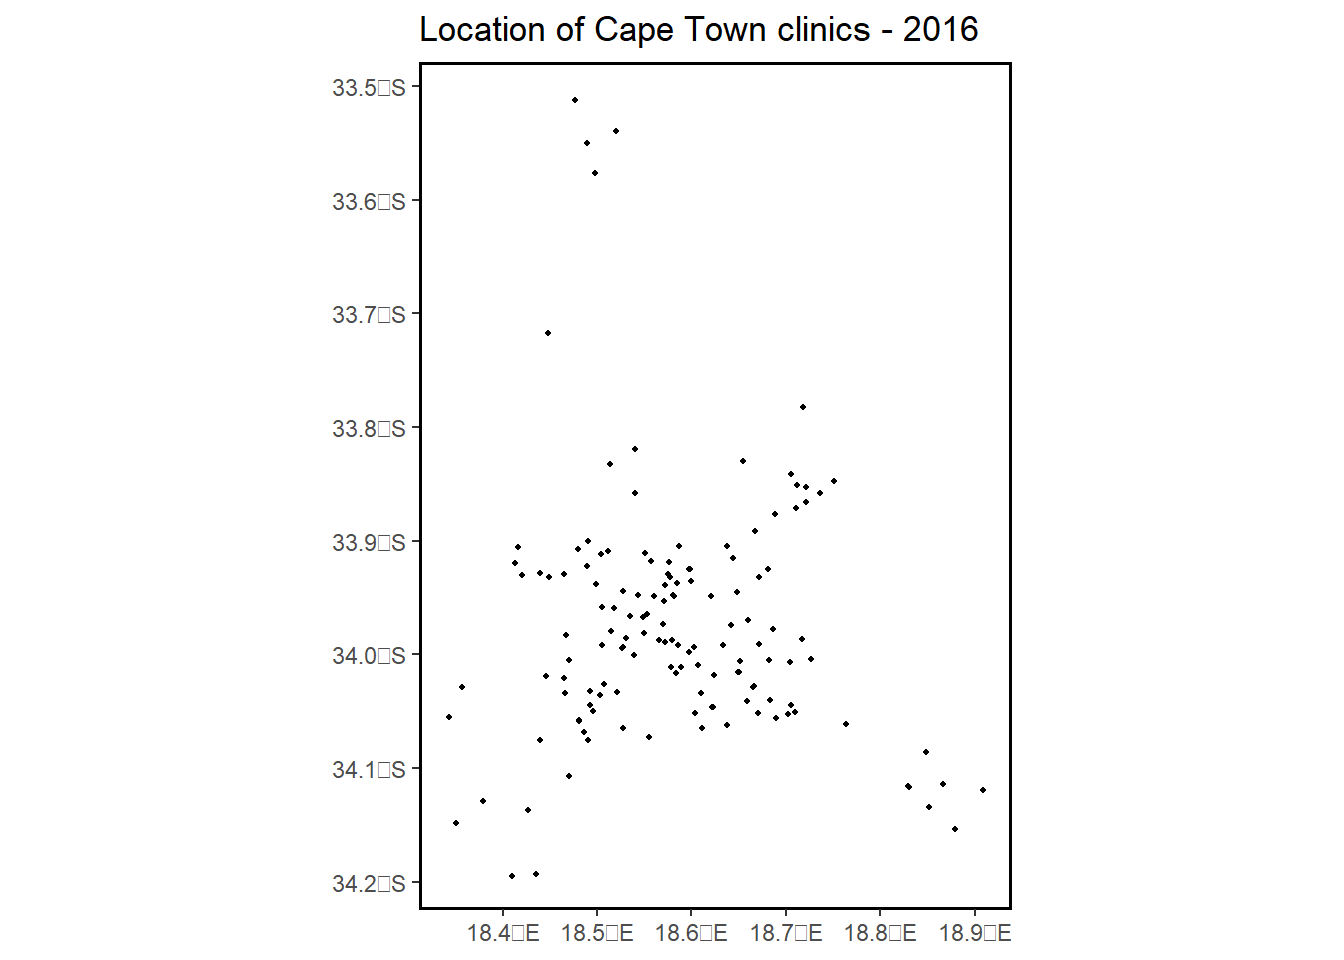 Location of Cape Town clinics - 2016
33.5□S
33.6□S
33.7□S
33.8□S
33.9□S
34.0□S
34.1□S
34.2□S
18.4□E 18.5□E 18.6□E 18.7□E 18.8□E 18.9□E